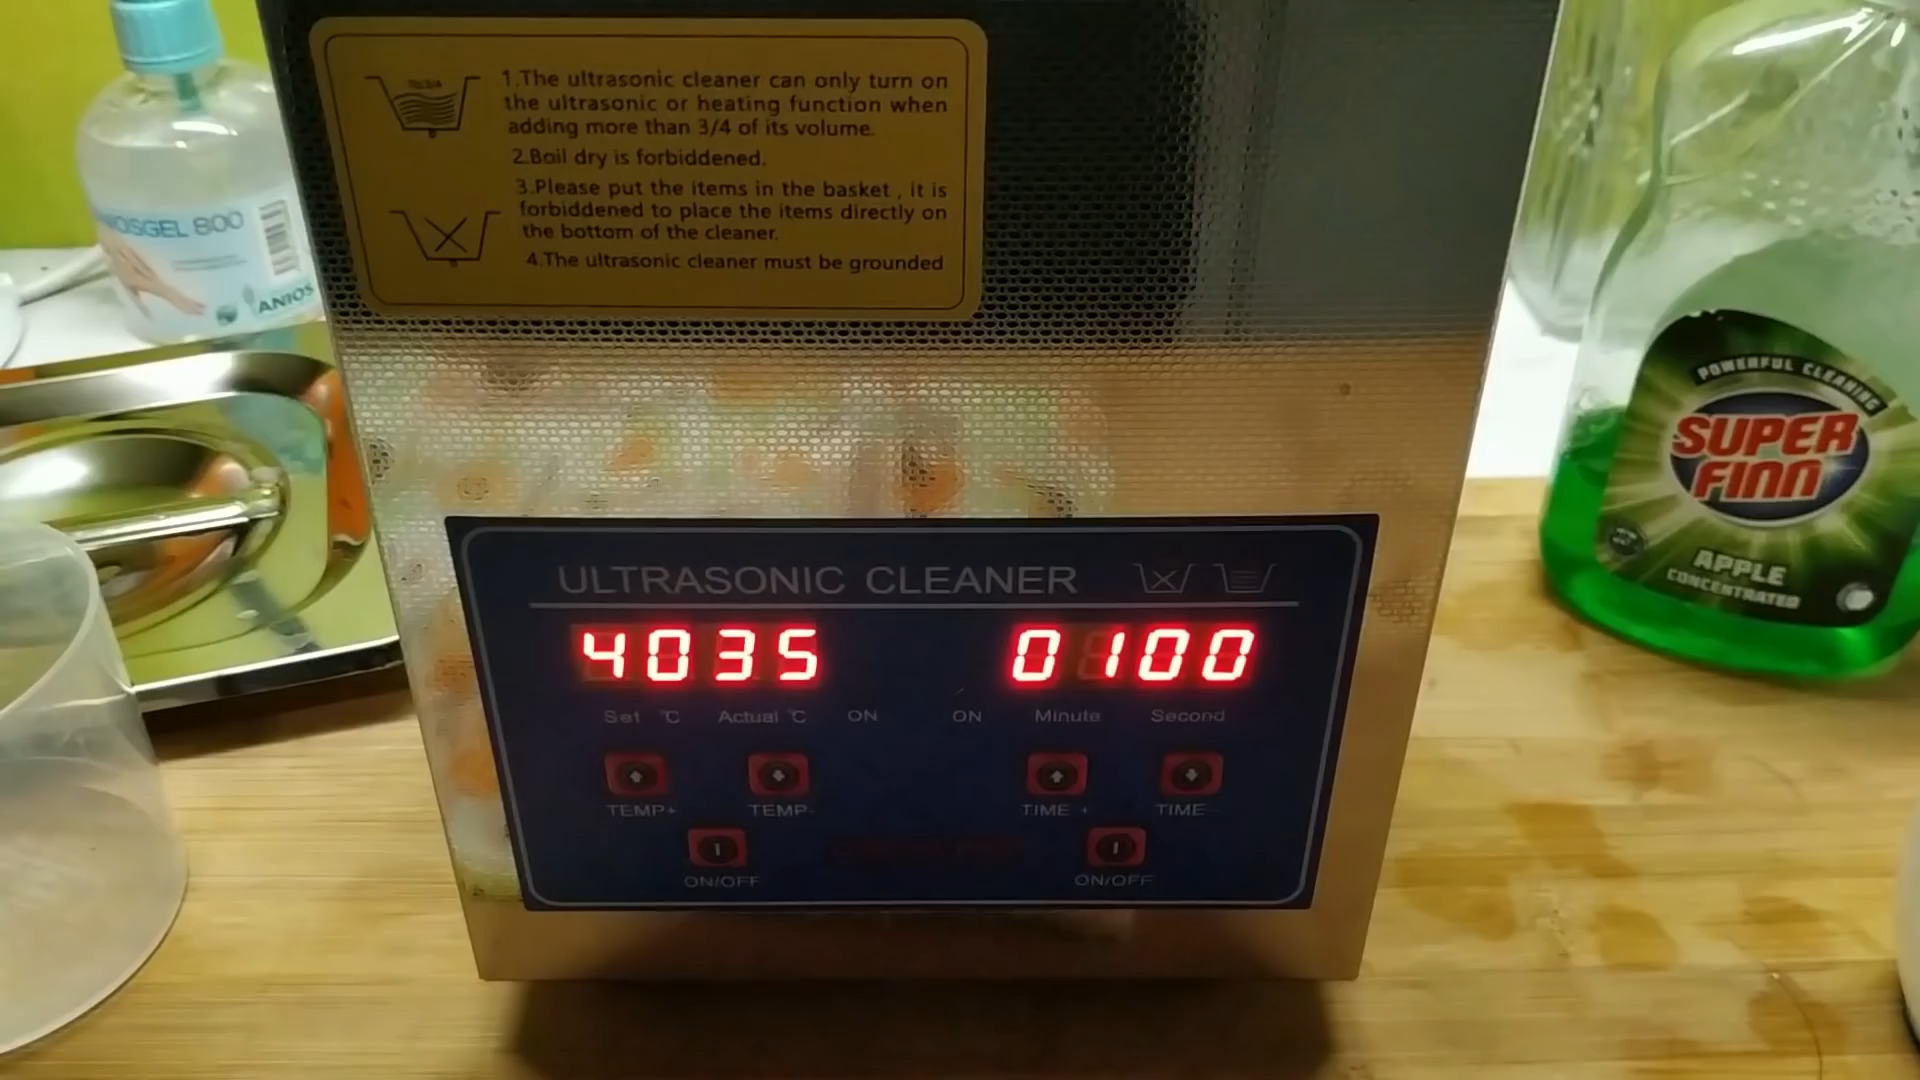 1.The ultrasonic cleaner can only turn on
the ultrasonic or heating function when
adding more than 3/4 of its volume.
2.Boil dry is forbiddened.
3.Please put the items in the basket , it is
forbiddened to place the items directly on
the bottom of the cleaner.
4.The ultrasonic cleaner must be grounded
GEL 800
ANIOS
POWERFUL CLEANING
SUPER
FINN
APPLE
CONCENTRATED
ULTRASONIC CLEANER
4035 0100
Set °C Actual °C ON ON Minute Second
TEMP+ TEMP- TIME + TIME -
ON/OFF ON/OFF